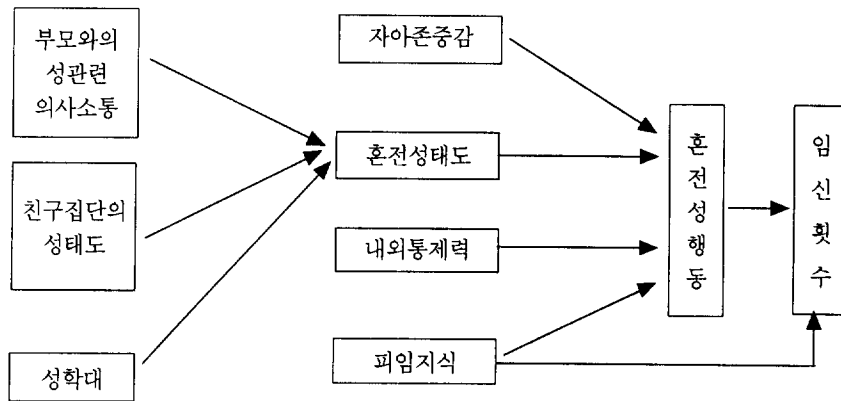 부모와의
성관련
의사소통
친구집단의
성태도
성학대
자아존중감
혼전성태도
내외통제력
피임지식
혼
전
성
행
동
임
신
횟
수